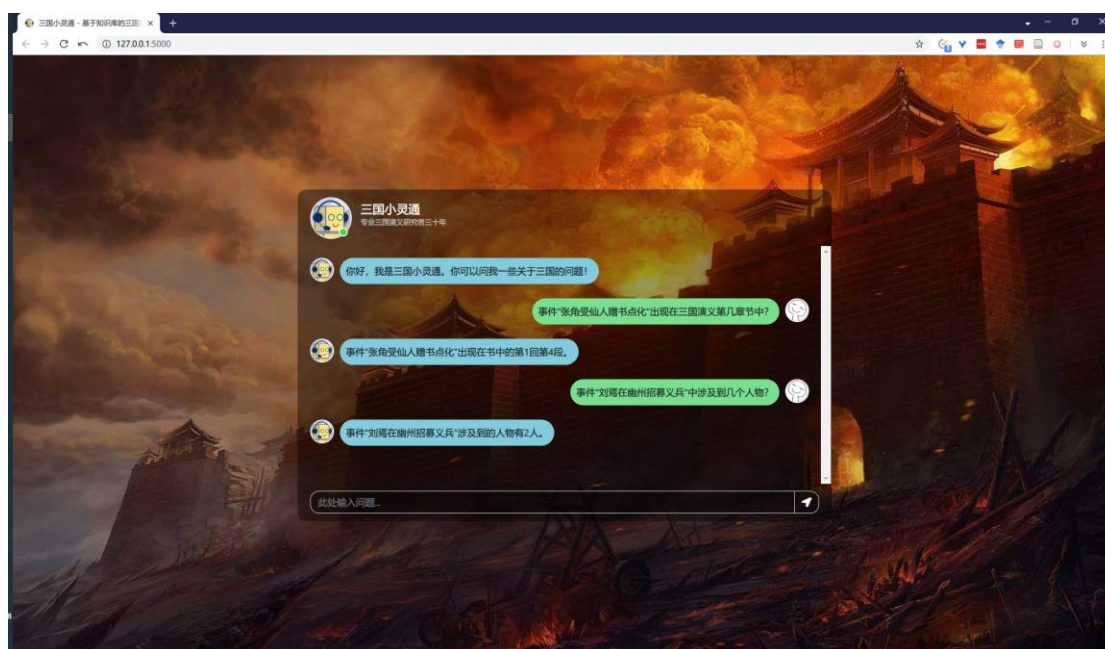 三国小灵通 - 基于知识库的三国
127.0.0.1:5000
三国小灵通
专业三国演义研究者三十年
你好，我是三国小灵通。你可以问我一些关于三国的问题！
事件“张角受仙人赠书点化”出现在三国演义第几章节中？
事件“张角受仙人赠书点化”出现在书中的第1回第4段。
事件“刘焉在幽州招募义兵”中涉及到几个人物？
事件“刘焉在幽州招募义兵”涉及到的人物有2人。
此处输入问题...